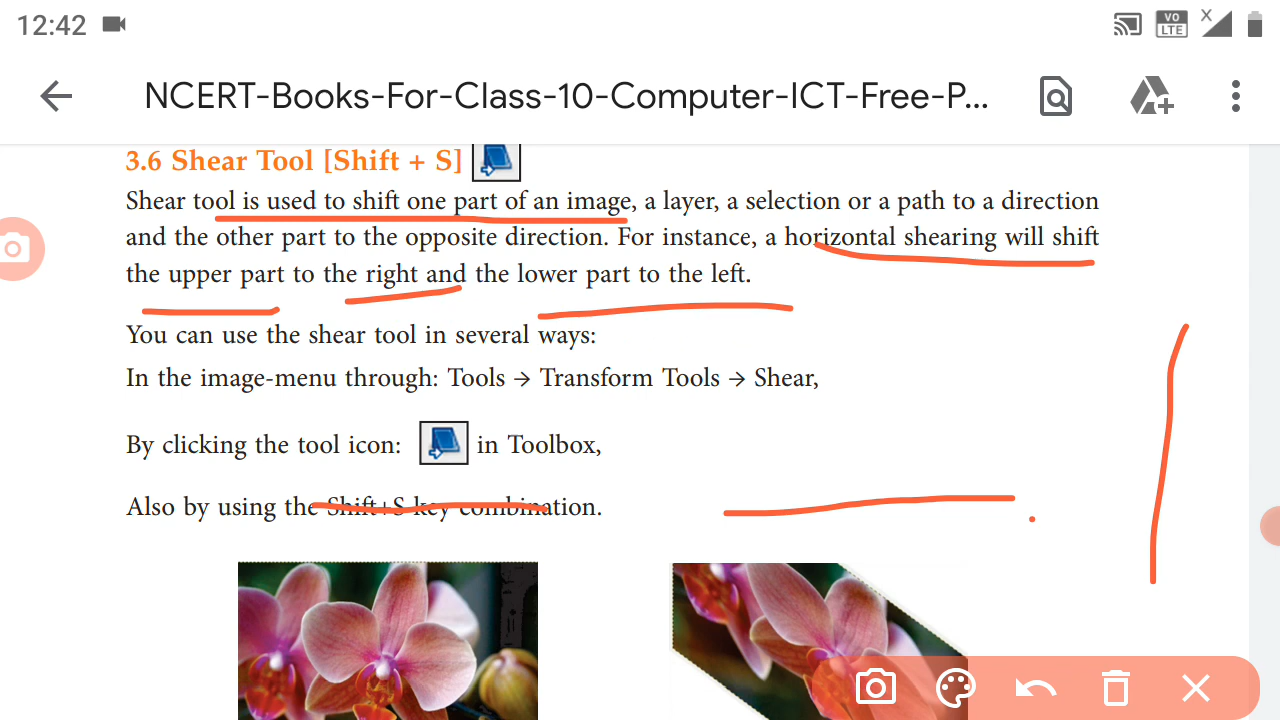 12:42 VO LTE X
NCERT-Books-For-Class-10-Computer-ICT-Free-P...
3.6 Shear Tool [Shift + S]
Shear tool is used to shift one part of an image, a layer, a selection or a path to a direction
and the other part to the opposite direction. For instance, a horizontal shearing will shift
the upper part to the right and the lower part to the left.
You can use the shear tool in several ways:
In the image-menu through: Tools → Transform Tools → Shear,
By clicking the tool icon: in Toolbox,
Also by using the Shift+S key combination.